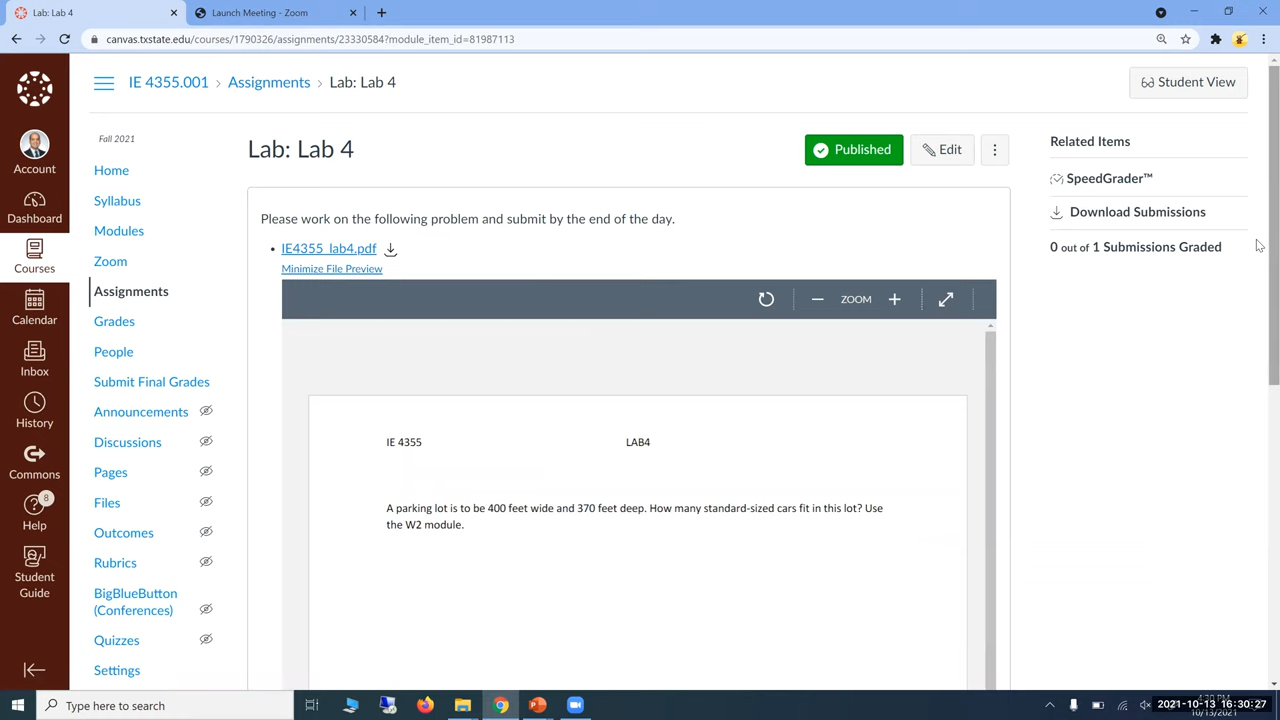 Lab: Lab 4
Launch Meeting - Zoom
canvas.txstate.edu/courses/1790326/assignments/23330584?module_item_id=81987113
IE 4355.001 › Assignments › Lab: Lab 4
Student View
Account
Dashboard
Courses
Calendar
Inbox
History
Commons
8
Help
Student
Guide
Fall 2021
Home
Syllabus
Modules
Zoom
Assignments
Grades
People
Submit Final Grades
Announcements
Discussions
Pages
Files
Outcomes
Rubrics
BigBlueButton
(Conferences)
Quizzes
Settings
Lab: Lab 4
Published
Edit
Please work on the following problem and submit by the end of the day.
• IE4355_lab4.pdf
Minimize File Preview
ZOOM
IE 4355 LAB4
A parking lot is to be 400 feet wide and 370 feet deep. How many standard-sized cars fit in this lot? Use
the W2 module.
Related Items
SpeedGrader™
Download Submissions
0 out of 1 Submissions Graded
Type here to search
2021-10-13 16:30:27